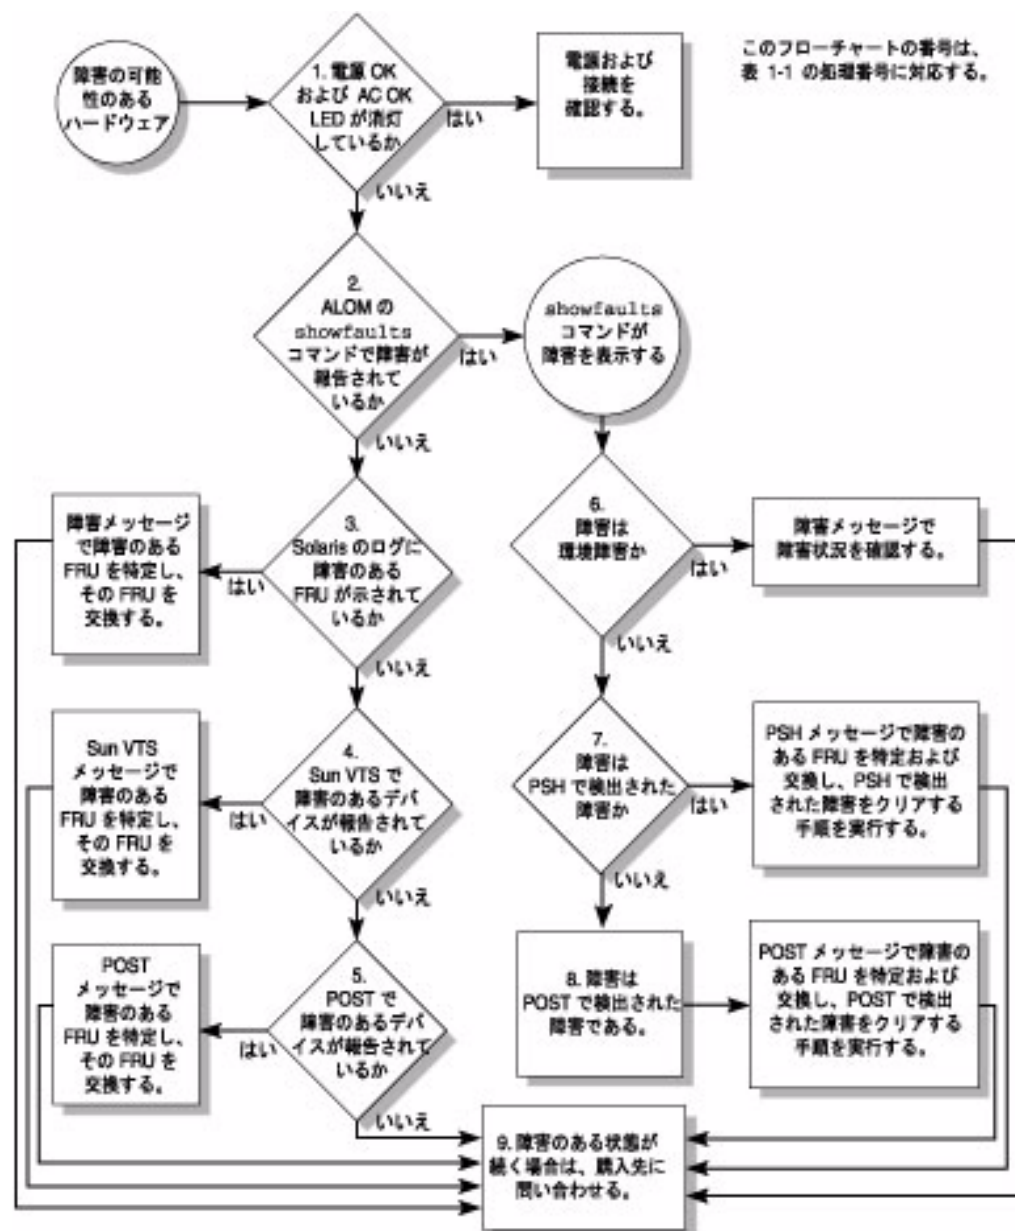 障害の可能
性のある
ハードウェア
1. 電源 OK
および AC OK
LED が消灯
しているか
はい
電源および
接続を
確認する。
このフローチャートの番号は、
表 1-1 の処理番号に対応する。
いいえ
2.
ALOM の
showfaults
コマンドで障害が
報告されて
いるか
はい
showfaults
コマンドが
障害を表示する
いいえ
障害メッセージ
で障害のある
FRU を特定し、
その FRU を
交換する。
はい
3.
Solaris のログに
障害のある
FRU が示されて
いるか
6.
障害は
環境障害か
はい
障害メッセージで
障害状況を確認する。
いいえ
いいえ
Sun VTS
メッセージで
障害のある
FRU を特定し、
その FRU を
交換する。
はい
4.
Sun VTS で
障害のあるデバ
イスが報告されて
いるか
7.
障害は
PSH で検出された
障害か
はい
PSH メッセージで障害の
ある FRU を特定および
交換し、PSH で検出
された障害をクリアする
手順を実行する。
いいえ
いいえ
POST
メッセージで
障害のある
FRU を特定し、
その FRU を
交換する。
はい
5.
POST で
障害のあるデバ
イスが報告されて
いるか
8. 障害は
POST で検出された
障害である。
POST メッセージで障害の
ある FRU を特定および
交換し、POST で検出
された障害をクリアする
手順を実行する。
いいえ
9. 障害のある状態が
続く場合は、購入先に
問い合わせる。